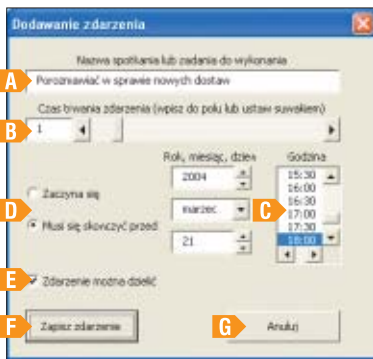 Dodawanie zdarzenia
Nazwa spotkania lub zadania do wykonania
A Porozmawiać w sprawie nowych dostaw
Czas trwania zdarzenia (wpisz do polu lub ustaw suwakiem)
B 1
Rok, miesiąc, dzień Godzina
2004
marzec
21
C
15:30
16:00
16:30
17:00
17:30
18:00
D
Zaczyna się
Musi się skończyć przed
E Zdarzenie można dzielić
F Zapisz zdarzenie
G Anuluj